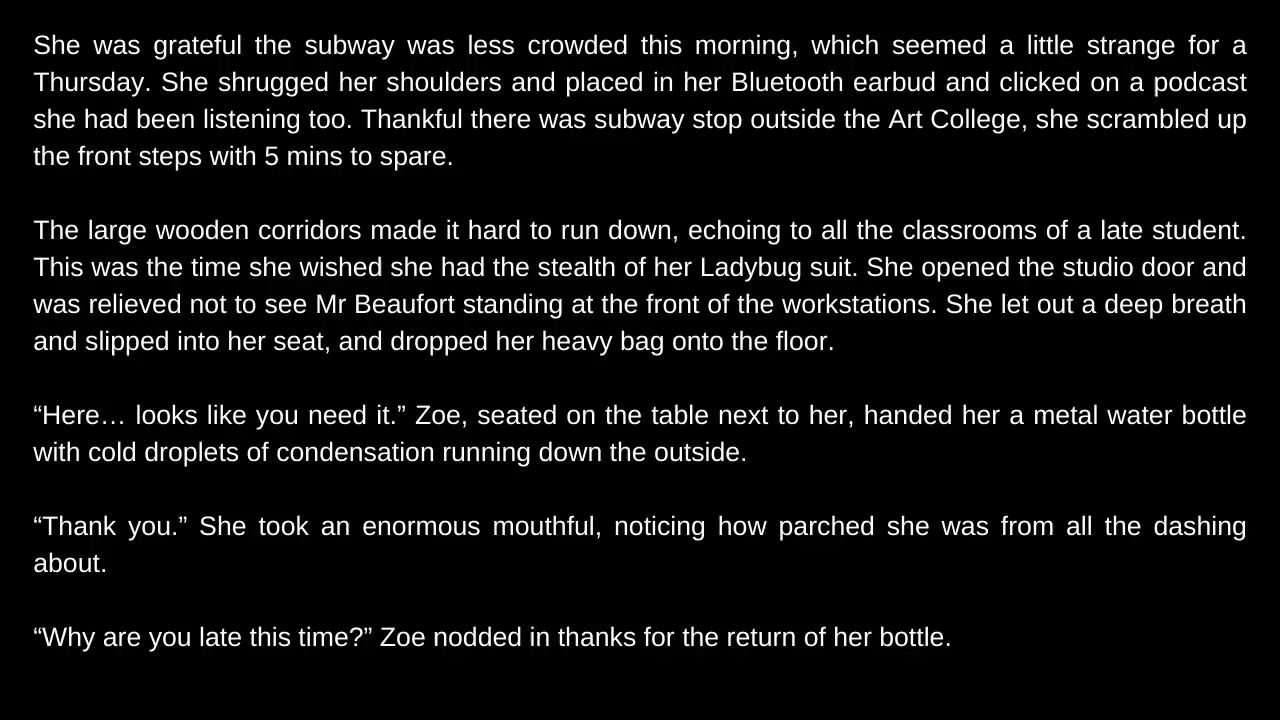 She was grateful the subway was less crowded this morning, which seemed a little strange for a
Thursday. She shrugged her shoulders and placed in her Bluetooth earbud and clicked on a podcast
she had been listening too. Thankful there was subway stop outside the Art College, she scrambled up
the front steps with 5 mins to spare.
The large wooden corridors made it hard to run down, echoing to all the classrooms of a late student.
This was the time she wished she had the stealth of her Ladybug suit. She opened the studio door and
was relieved not to see Mr Beaufort standing at the front of the workstations. She let out a deep breath
and slipped into her seat, and dropped her heavy bag onto the floor.
“Here… looks like you need it.” Zoe, seated on the table next to her, handed her a metal water bottle
with cold droplets of condensation running down the outside.
“Thank you.” She took an enormous mouthful, noticing how parched she was from all the dashing
about.
“Why are you late this time?” Zoe nodded in thanks for the return of her bottle.